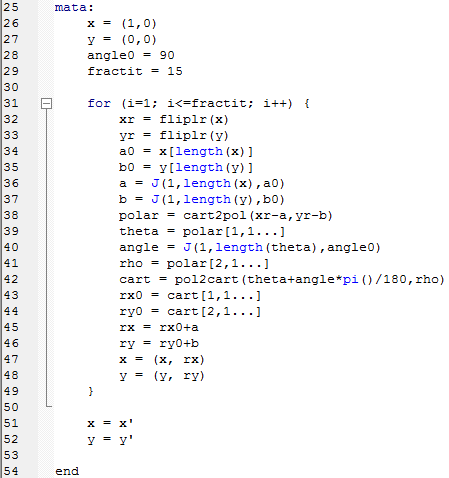 25 mata:
26 x = (1,0)
27 y = (0,0)
28 angle0 = 90
29 fractit = 15
30
31 for (i=1; i<=fractit; i++) {
32 xr = fliplr(x)
33 yr = fliplr(y)
34 a0 = x[length(x)]
35 b0 = y[length(y)]
36 a = J(1,length(x),a0)
37 b = J(1,length(y),b0)
38 polar = cart2pol(xr-a,yr-b)
39 theta = polar[1,1...]
40 angle = J(1,length(theta),angle0)
41 rho = polar[2,1...]
42 cart = pol2cart(theta+angle*pi()/180,rho)
43 rx0 = cart[1,1...]
44 ry0 = cart[2,1...]
45 rx = rx0+a
46 ry = ry0+b
47 x = (x, rx)
48 y = (y, ry)
49 }
50
51 x = x'
52 y = y'
53
54 end